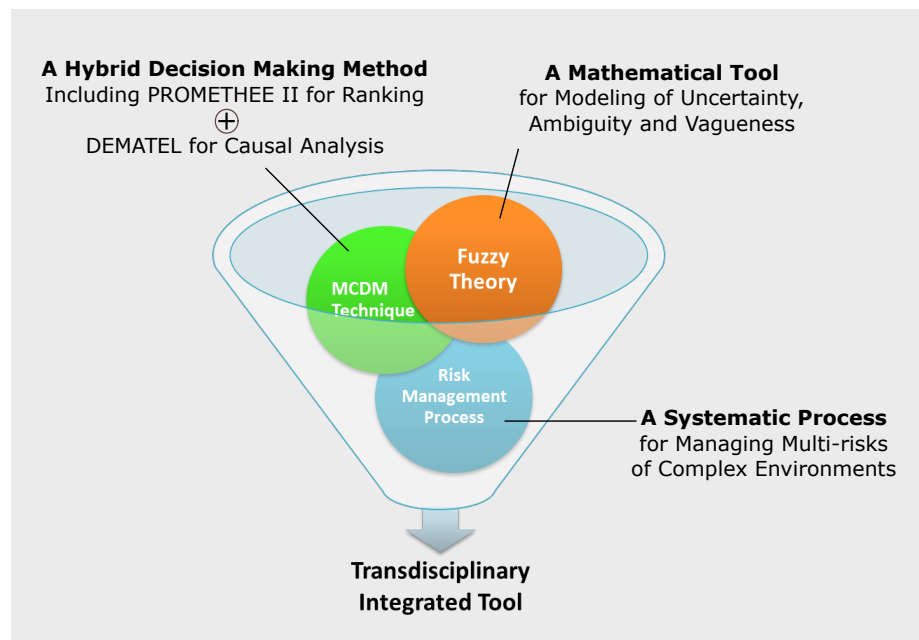 A Hybrid Decision Making Method
Including PROMETHEE II for Ranking
+
DEMATEL for Causal Analysis
A Mathematical Tool
for Modeling of Uncertainty,
Ambiguity and Vagueness
Fuzzy
Theory
MCDM
Technique
Risk
Management
Process
A Systematic Process
for Managing Multi-risks
of Complex Environments
Transdisciplinary
Integrated Tool